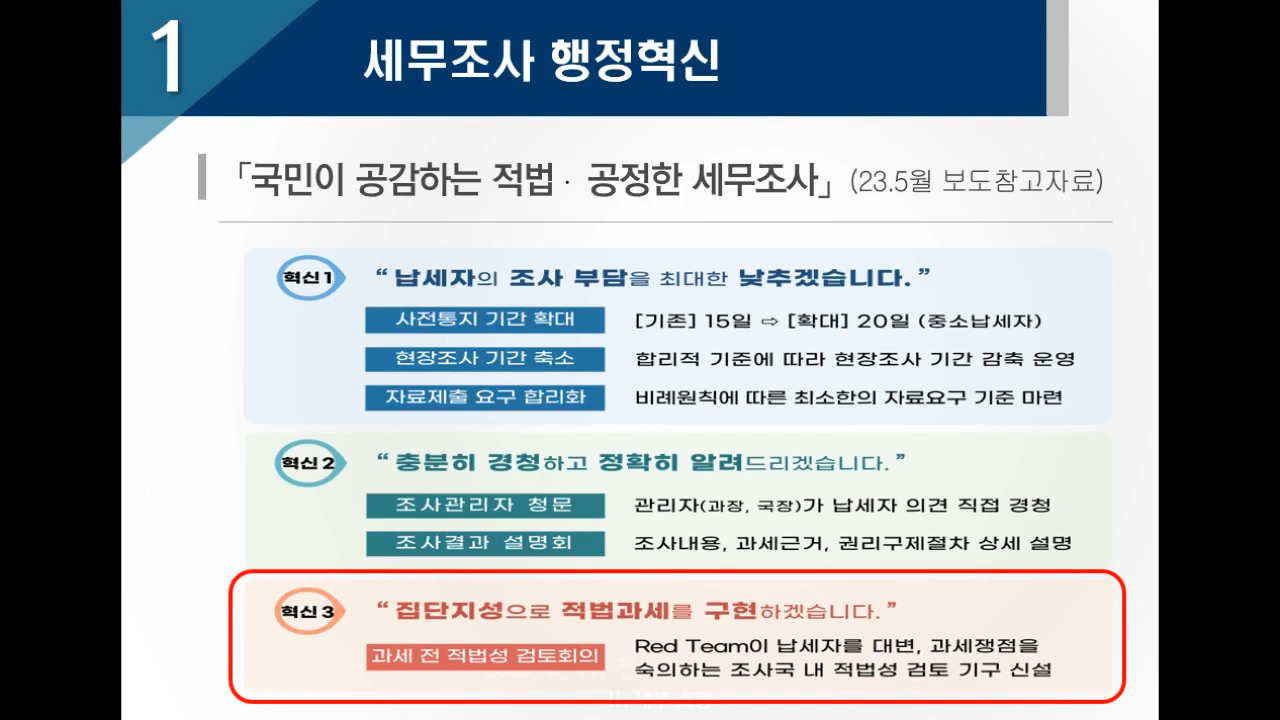 1
세무조사 행정혁신
「국민이 공감하는 적법· 공정한 세무조사」 (23.5월 보도참고자료)
혁신1 “ 납세자의 조사 부담을 최대한 낮추겠습니다. ”
사전통지 기간 확대 [기존] 15일 ⇨ [확대] 20일 (중소납세자)
현장조사 기간 축소 합리적 기준에 따라 현장조사 기간 감축 운영
자료제출 요구 합리화 비례원칙에 따른 최소한의 자료요구 기준 마련
혁신2 “ 충분히 경청하고 정확히 알려드리겠습니다. ”
조사관리자 청문 관리자(과장, 국장)가 납세자 의견 직접 경청
조사결과 설명회 조사내용, 과세근거, 권리구제절차 상세 설명
혁신3 “ 집단지성으로 적법과세를 구현하겠습니다. ”
과세 전 적법성 검토회의 Red Team이 납세자를 대변, 과세쟁점을
숙의하는 조사국 내 적법성 검토 기구 신설